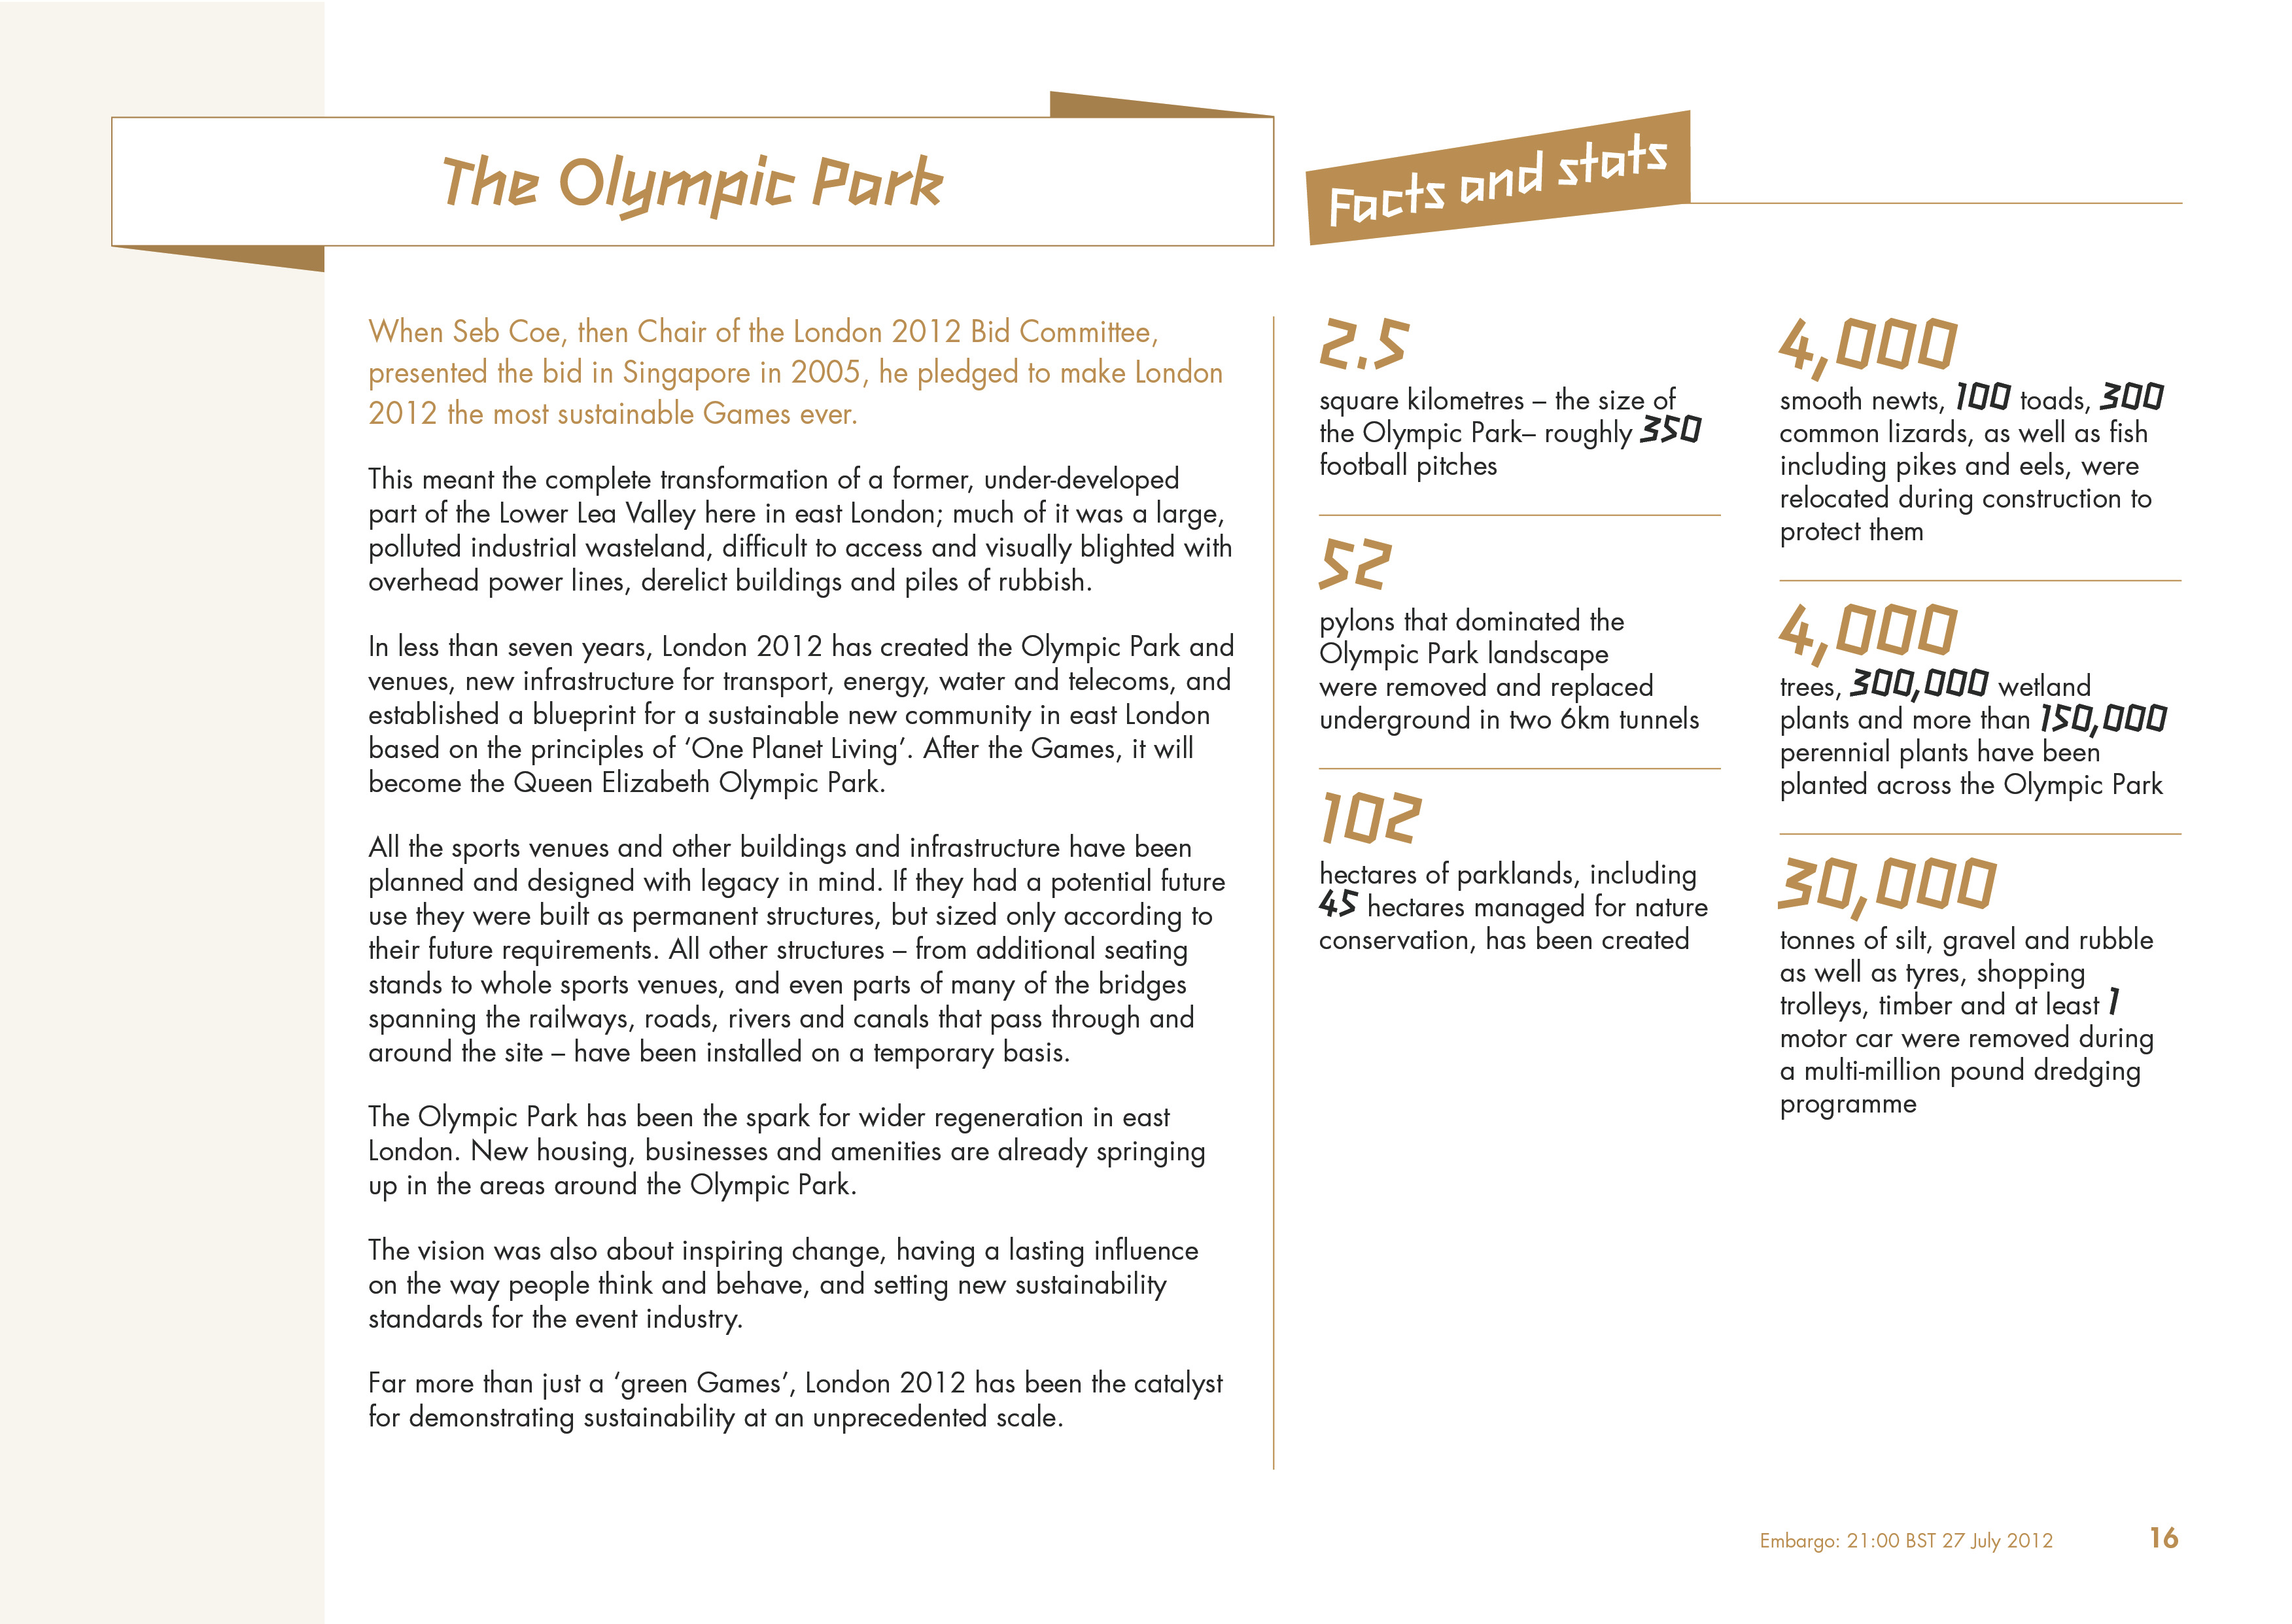 The Olympic Park
When Seb Coe, then Chair of the London 2012 Bid Committee,
presented the bid in Singapore in 2005, he pledged to make London
2012 the most sustainable Games ever.
This meant the complete transformation of a former, under-developed
part of the Lower Lea Valley here in east London; much of it was a large,
polluted industrial wasteland, difficult to access and visually blighted with
overhead power lines, derelict buildings and piles of rubbish.
In less than seven years, London 2012 has created the Olympic Park and
venues, new infrastructure for transport, energy, water and telecoms, and
established a blueprint for a sustainable new community in east London
based on the principles of ‘One Planet Living’. After the Games, it will
become the Queen Elizabeth Olympic Park.
All the sports venues and other buildings and infrastructure have been
planned and designed with legacy in mind. If they had a potential future
use they were built as permanent structures, but sized only according to
their future requirements. All other structures – from additional seating
stands to whole sports venues, and even parts of many of the bridges
spanning the railways, roads, rivers and canals that pass through and
around the site – have been installed on a temporary basis.
The Olympic Park has been the spark for wider regeneration in east
London. New housing, businesses and amenities are already springing
up in the areas around the Olympic Park.
The vision was also about inspiring change, having a lasting influence
on the way people think and behave, and setting new sustainability
standards for the event industry.
Far more than just a ‘green Games’, London 2012 has been the catalyst
for demonstrating sustainability at an unprecedented scale.
Facts and stats
2.5
square kilometres – the size of
the Olympic Park– roughly 350
football pitches
52
pylons that dominated the
Olympic Park landscape
were removed and replaced
underground in two 6km tunnels
102
hectares of parklands, including
45 hectares managed for nature
conservation, has been created
4,000
smooth newts, 100 toads, 300
common lizards, as well as fish
including pikes and eels, were
relocated during construction to
protect them
4,000
trees, 300,000 wetland
plants and more than 150,000
perennial plants have been
planted across the Olympic Park
30,000
tonnes of silt, gravel and rubble
as well as tyres, shopping
trolleys, timber and at least 1
motor car were removed during
a multi-million pound dredging
programme
Embargo: 21:00 BST 27 July 2012
16